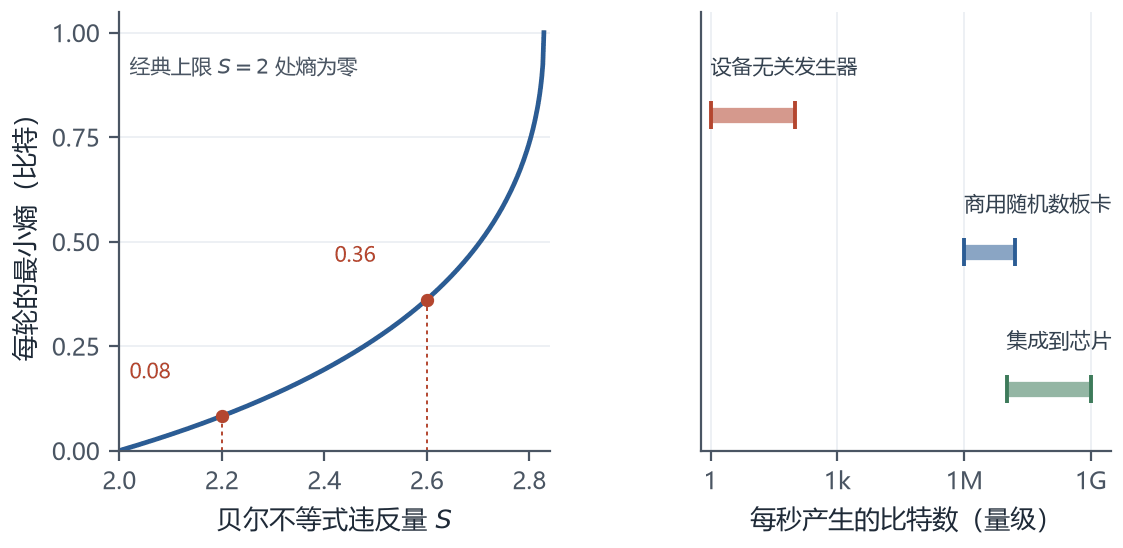 每轮的最小熵（比特）
1.00
0.75
0.50
0.25
0.00
经典上限 S = 2 处熵为零
0.36
0.08
2.0 2.2 2.4 2.6 2.8
贝尔不等式违反量 S
设备无关发生器
商用随机数板卡
集成到芯片
1 1k 1M 1G
每秒产生的比特数（量级）